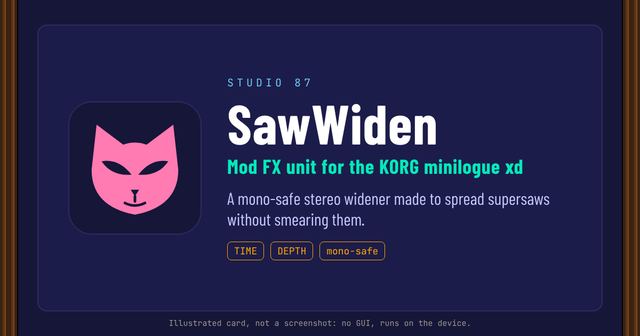 STUDIO 87
SawWiden
Mod FX unit for the KORG minilogue xd
A mono-safe stereo widener made to spread supersaws
without smearing them.
TIME DEPTH mono-safe
Illustrated card, not a screenshot: no GUI, runs on the device.